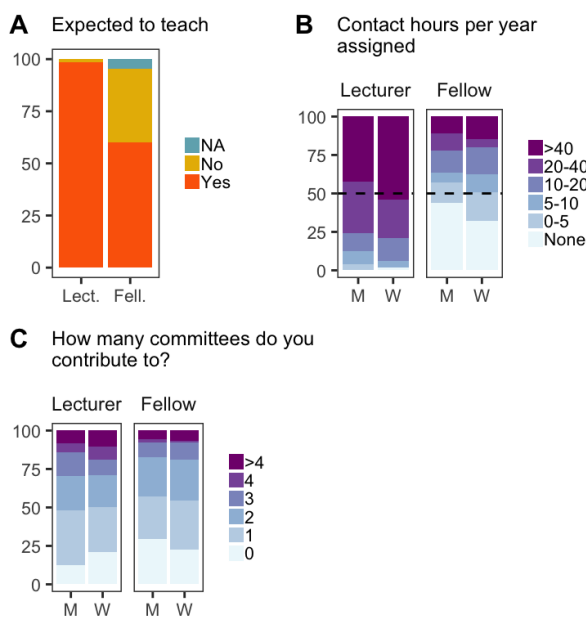 A Expected to teach
100
75
50
25
0
Lect. Fell.
NA
No
Yes
B Contact hours per year
assigned
Lecturer Fellow
100
75
50
25
0
M W M W
>40
20-40
10-20
5-10
0-5
None
C How many committees do you
contribute to?
Lecturer Fellow
100
75
50
25
0
M W M W
>4
4
3
2
1
0